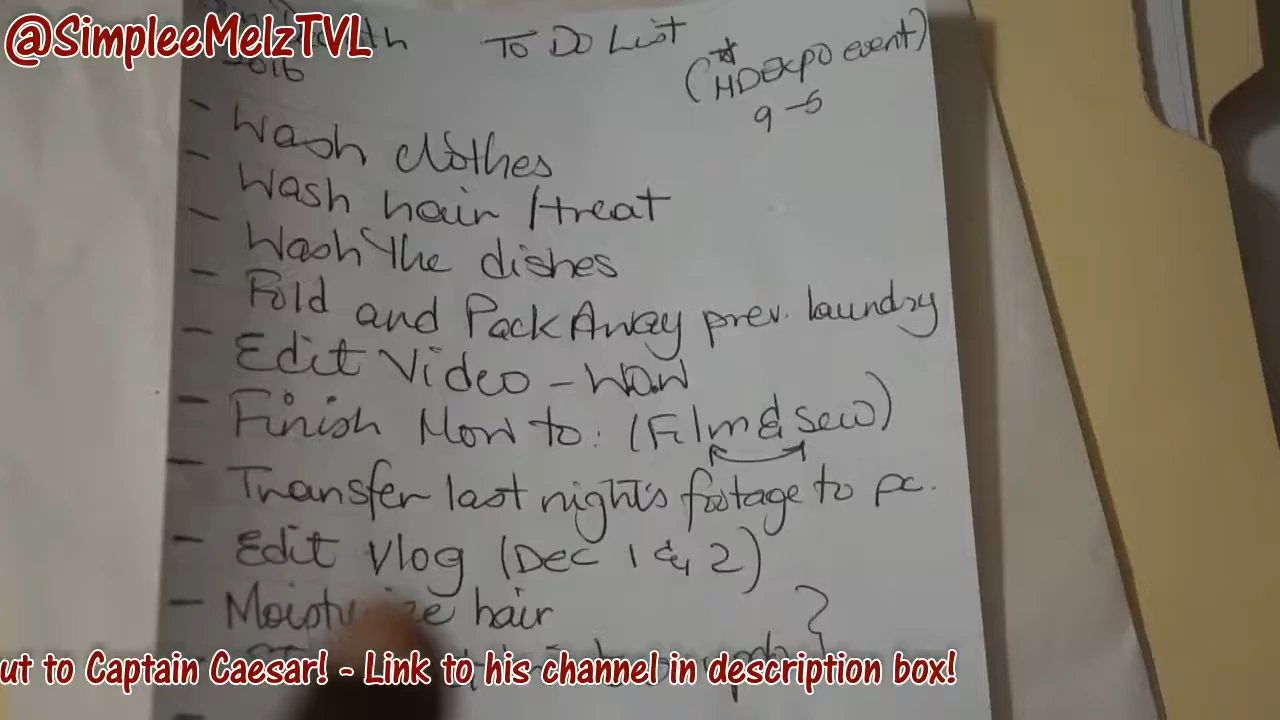 @SimpleeMelzTVL
To Do List
2016
(HDEXPO event)
9-5
- Wash clothes
- Wash hair / treat
- Wash the dishes
- Fold and Pack Away prev. laundry
- Edit Video - WOW
- Finish How to: (Film & Sew)
- Transfer last night's footage to pc.
- Edit Vlog (Dec 1 & 2)
- Moisturize hair
ut to Captain Caesar! - Link to his channel in description box!